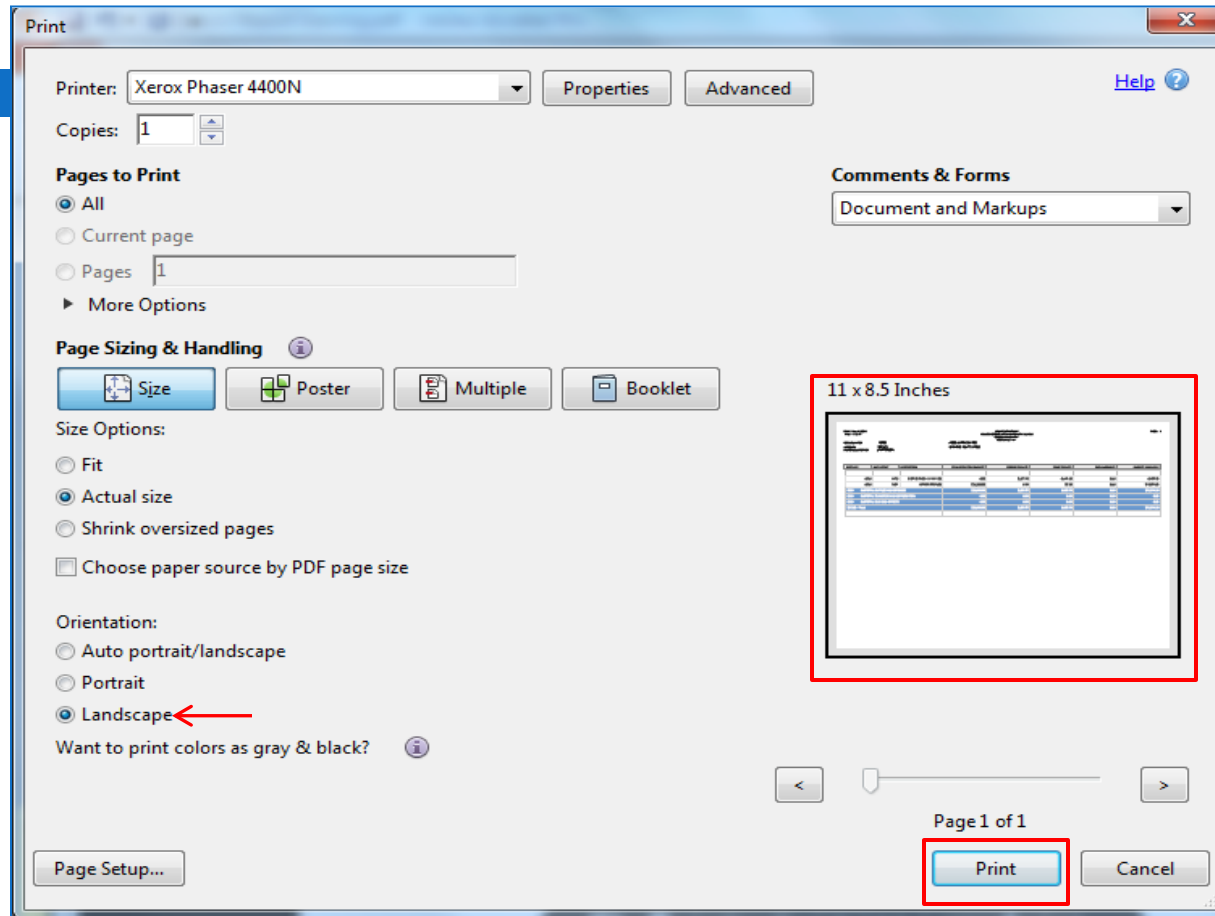 Print
Printer: Xerox Phaser 4400N Properties Advanced Help
Copies: 1
Pages to Print
All
Current page
Pages 1
More Options
Comments & Forms
Document and Markups
Page Sizing & Handling
Size Poster Multiple Booklet
Size Options:
Fit
Actual size
Shrink oversized pages
Choose paper source by PDF page size
Orientation:
Auto portrait/landscape
Portrait
Landscape
Want to print colors as gray & black?
11 x 8.5 Inches
< >
Page 1 of 1
Page Setup... Print Cancel